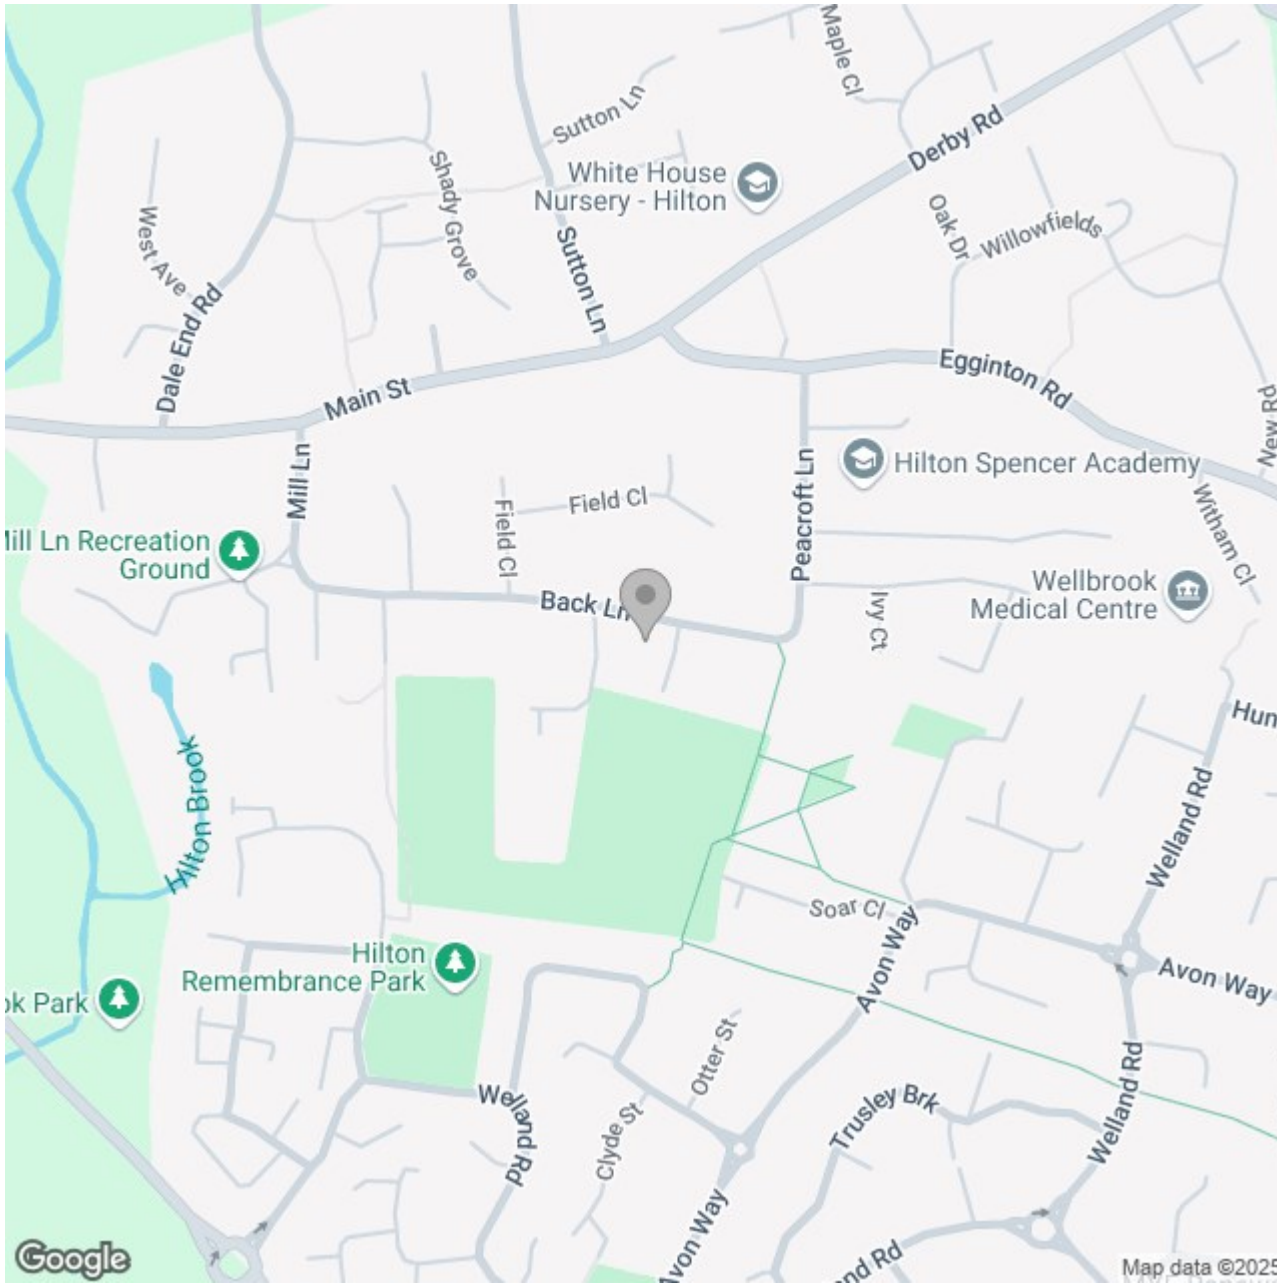 Maple Cl
Sutton Ln
Derby Rd
White House
Nursery - Hilton
Shady Grove
Oak Dr
Willowfields
West Ave
Sutton Ln
Dale End Rd
Main St
Egginton Rd
New Rd
Mill Ln
Peacroft Ln
Hilton Spencer Academy
Field Cl
Field Cl
Witham Cl
Mill Ln Recreation
Ground
Back Ln
Ivy Ct
Wellbrook
Medical Centre
Hun
Hilton Brook
Welland Rd
Soar Cl
Avon Way
Hilton
Remembrance Park
Avon Way
ok Park
Otter St
Welland Rd
Welland Rd
Clyde St
Trusley Brk
Avon Way
nd Rd
Google
Map data ©2025